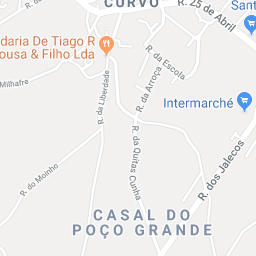 CURVO
R. 25 de Abril
Sant
daria De Tiago R
ousa & Filho Lda
R. da Escola
Milhafre
R. da Liberdade
R. da Arroça
Intermarché
R. da Quitas Cunha
R. dos Jalecos
R. do Moinho
CASAL DO
POÇO GRANDE